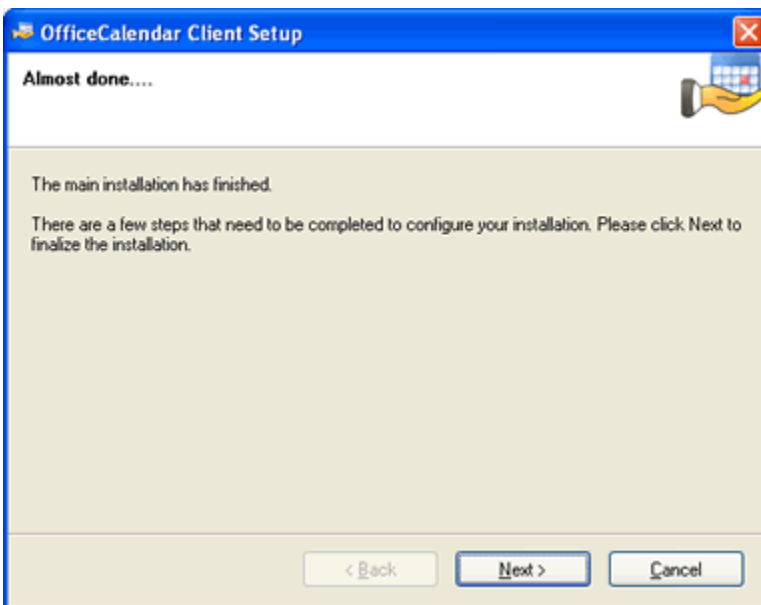 OfficeCalendar Client Setup
Almost done....
The main installation has finished.
There are a few steps that need to be completed to configure your installation. Please click Next to
finalize the installation.
< Back Next > Cancel